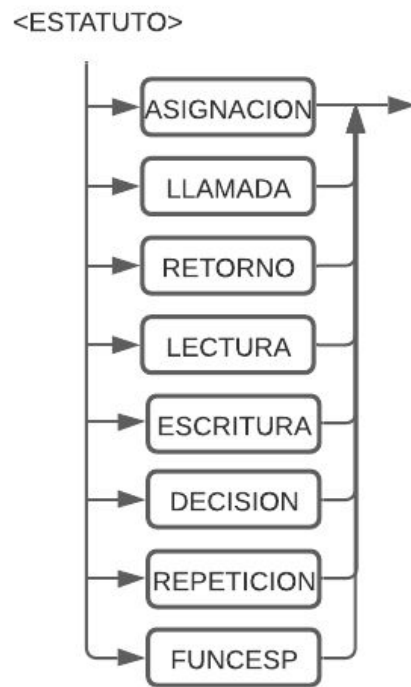 <ESTATUTO>
ASIGNACION
LLAMADA
RETORNO
LECTURA
ESCRITURA
DECISION
REPETICION
FUNCESP